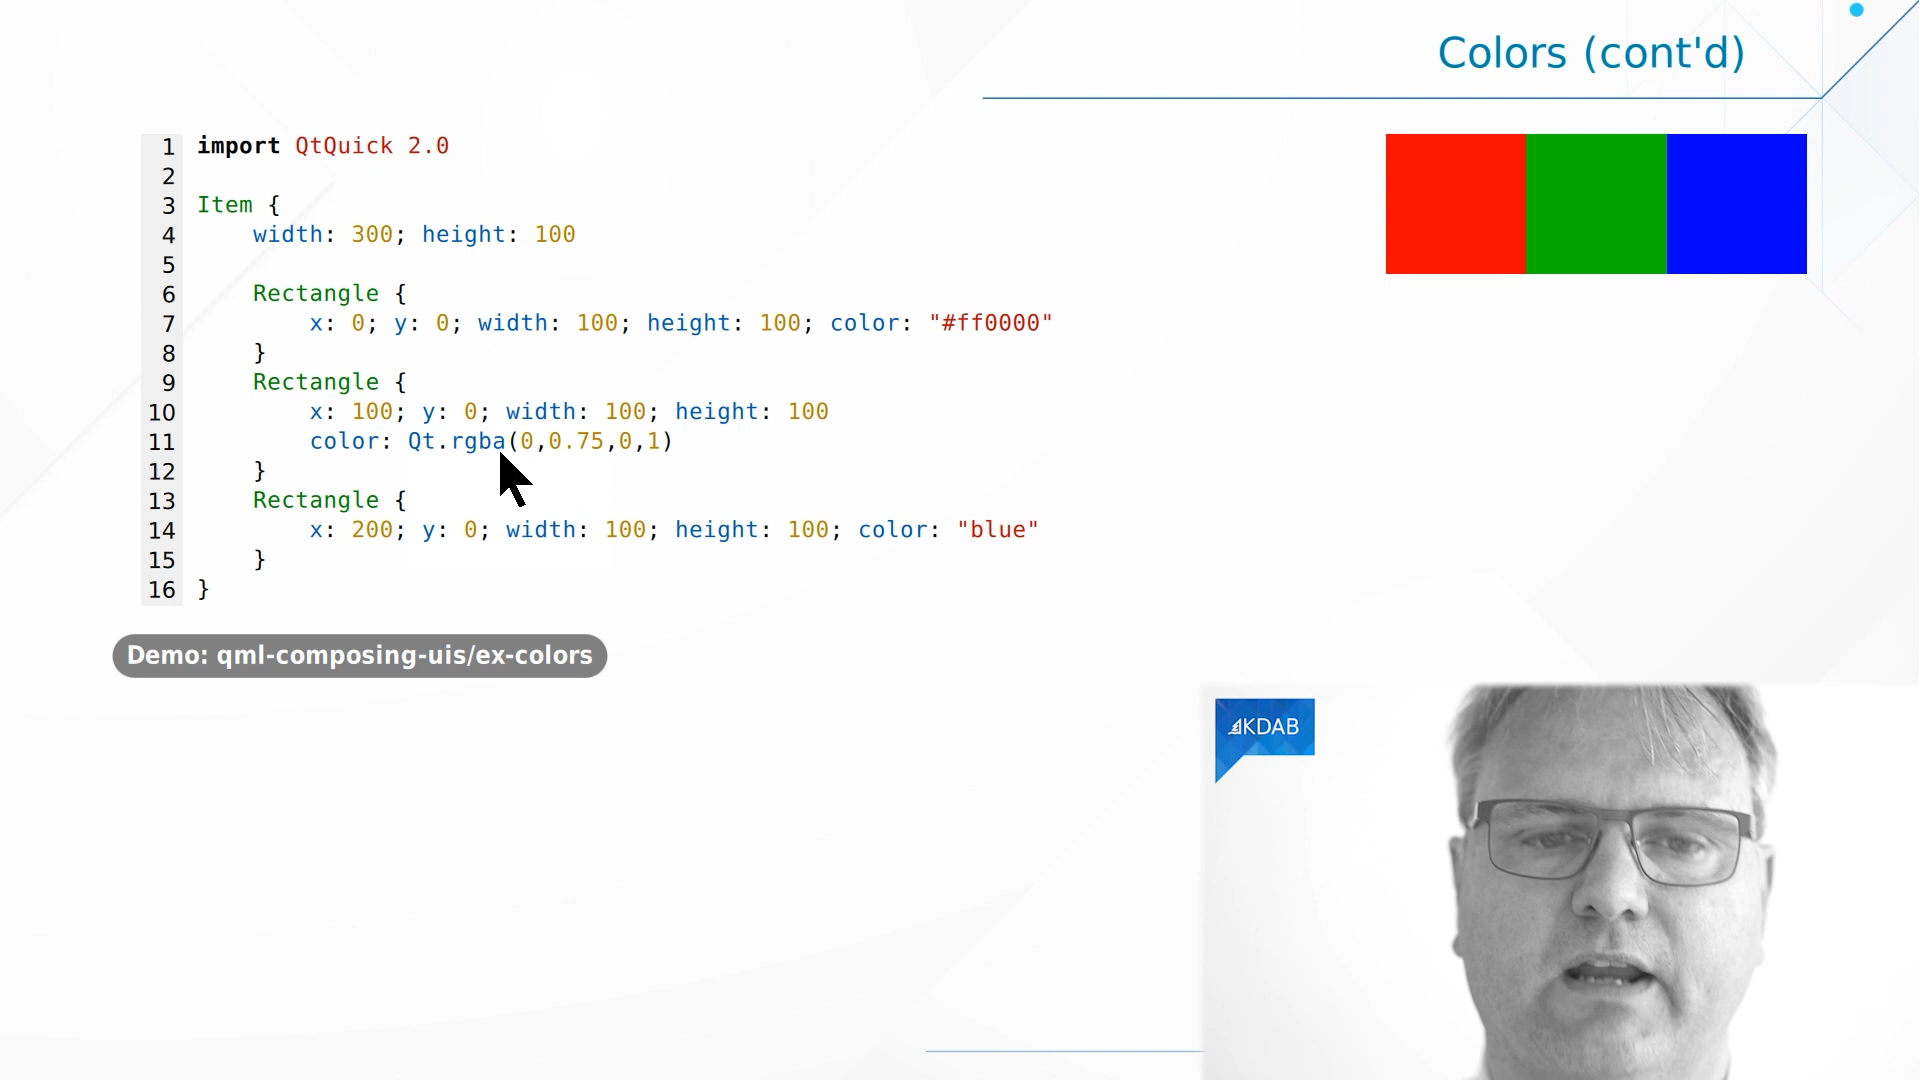 Colors (cont'd)
1 import QtQuick 2.0
2
3 Item {
4     width: 300; height: 100
5
6     Rectangle {
7         x: 0; y: 0; width: 100; height: 100; color: "#ff0000"
8     }
9     Rectangle {
10         x: 100; y: 0; width: 100; height: 100
11         color: Qt.rgba(0,0.75,0,1)
12     }
13     Rectangle {
14         x: 200; y: 0; width: 100; height: 100; color: "blue"
15     }
16 }
Demo: qml-composing-uis/ex-colors
KDAB